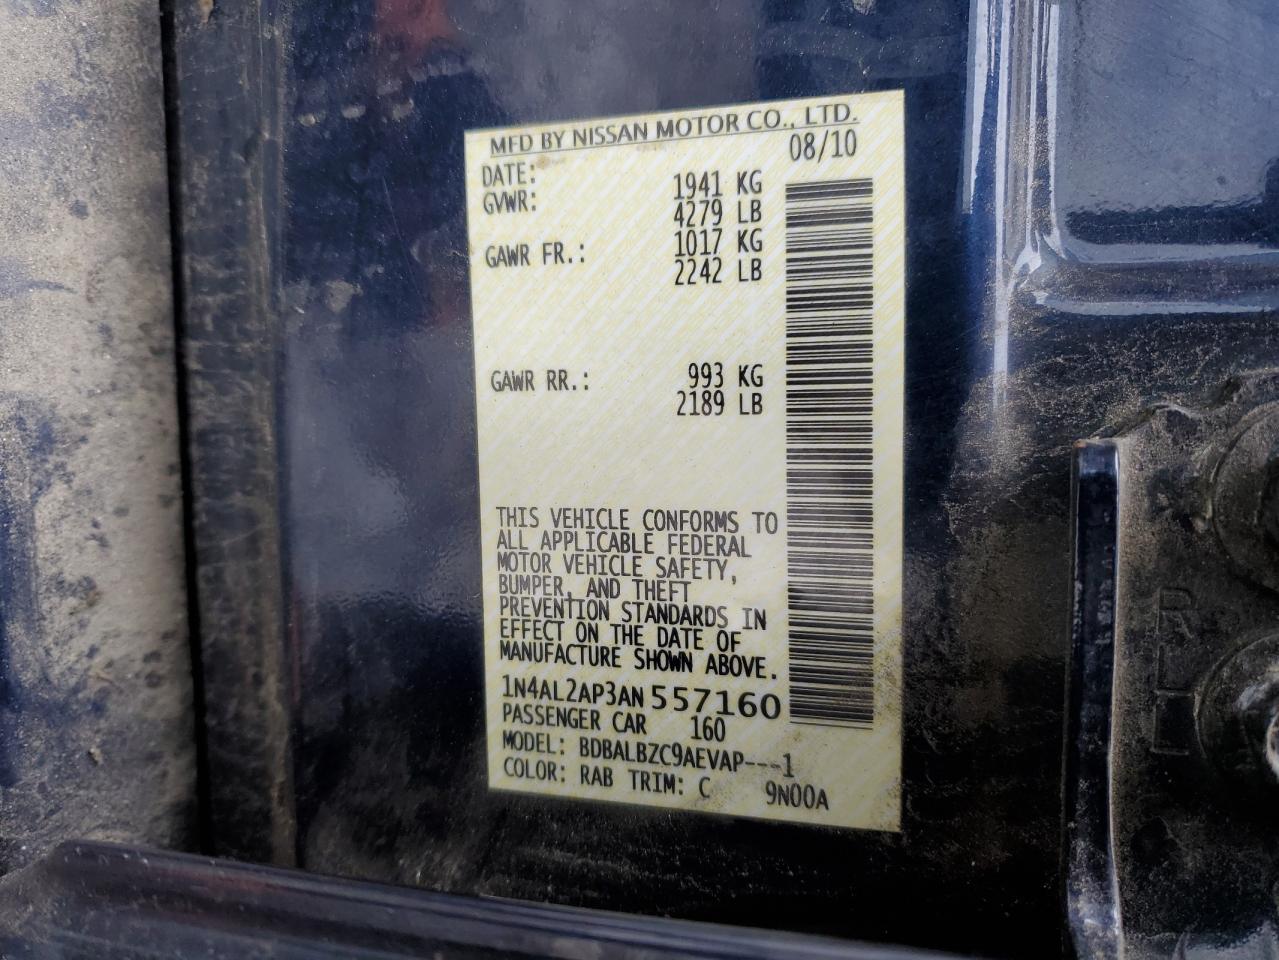 MFD BY NISSAN MOTOR CO., LTD.
DATE: 08/10
GVWR: 1941 KG
4279 LB
GAWR FR.: 1017 KG
2242 LB
GAWR RR.: 993 KG
2189 LB
THIS VEHICLE CONFORMS TO
ALL APPLICABLE FEDERAL
MOTOR VEHICLE SAFETY,
BUMPER, AND THEFT
PREVENTION STANDARDS IN
EFFECT ON THE DATE OF
MANUFACTURE SHOWN ABOVE.
1N4AL2AP3AN557160
PASSENGER CAR 160
MODEL: BDBALBZC9AEVAP---1
COLOR: RAB TRIM: C 9N00A